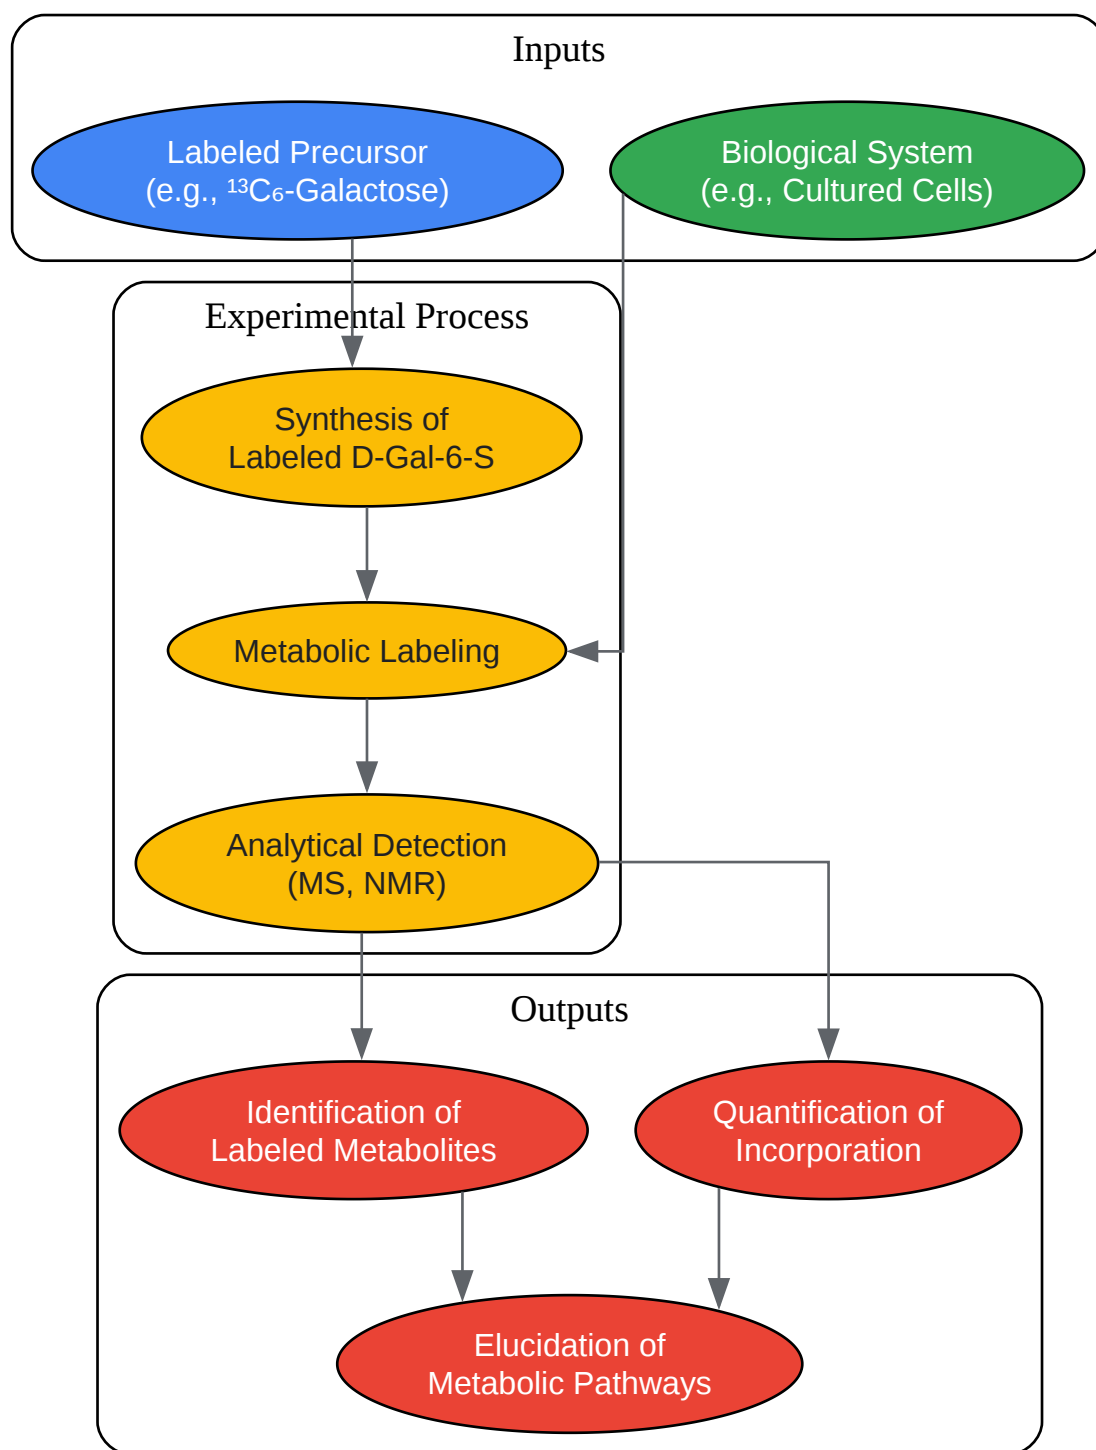 Inputs
Labeled Precursor
(e.g., ¹³C₆-Galactose)
Biological System
(e.g., Cultured Cells)
Experimental Process
Synthesis of
Labeled D-Gal-6-S
Metabolic Labeling
Analytical Detection
(MS, NMR)
Outputs
Identification of
Labeled Metabolites
Quantification of
Incorporation
Elucidation of
Metabolic Pathways